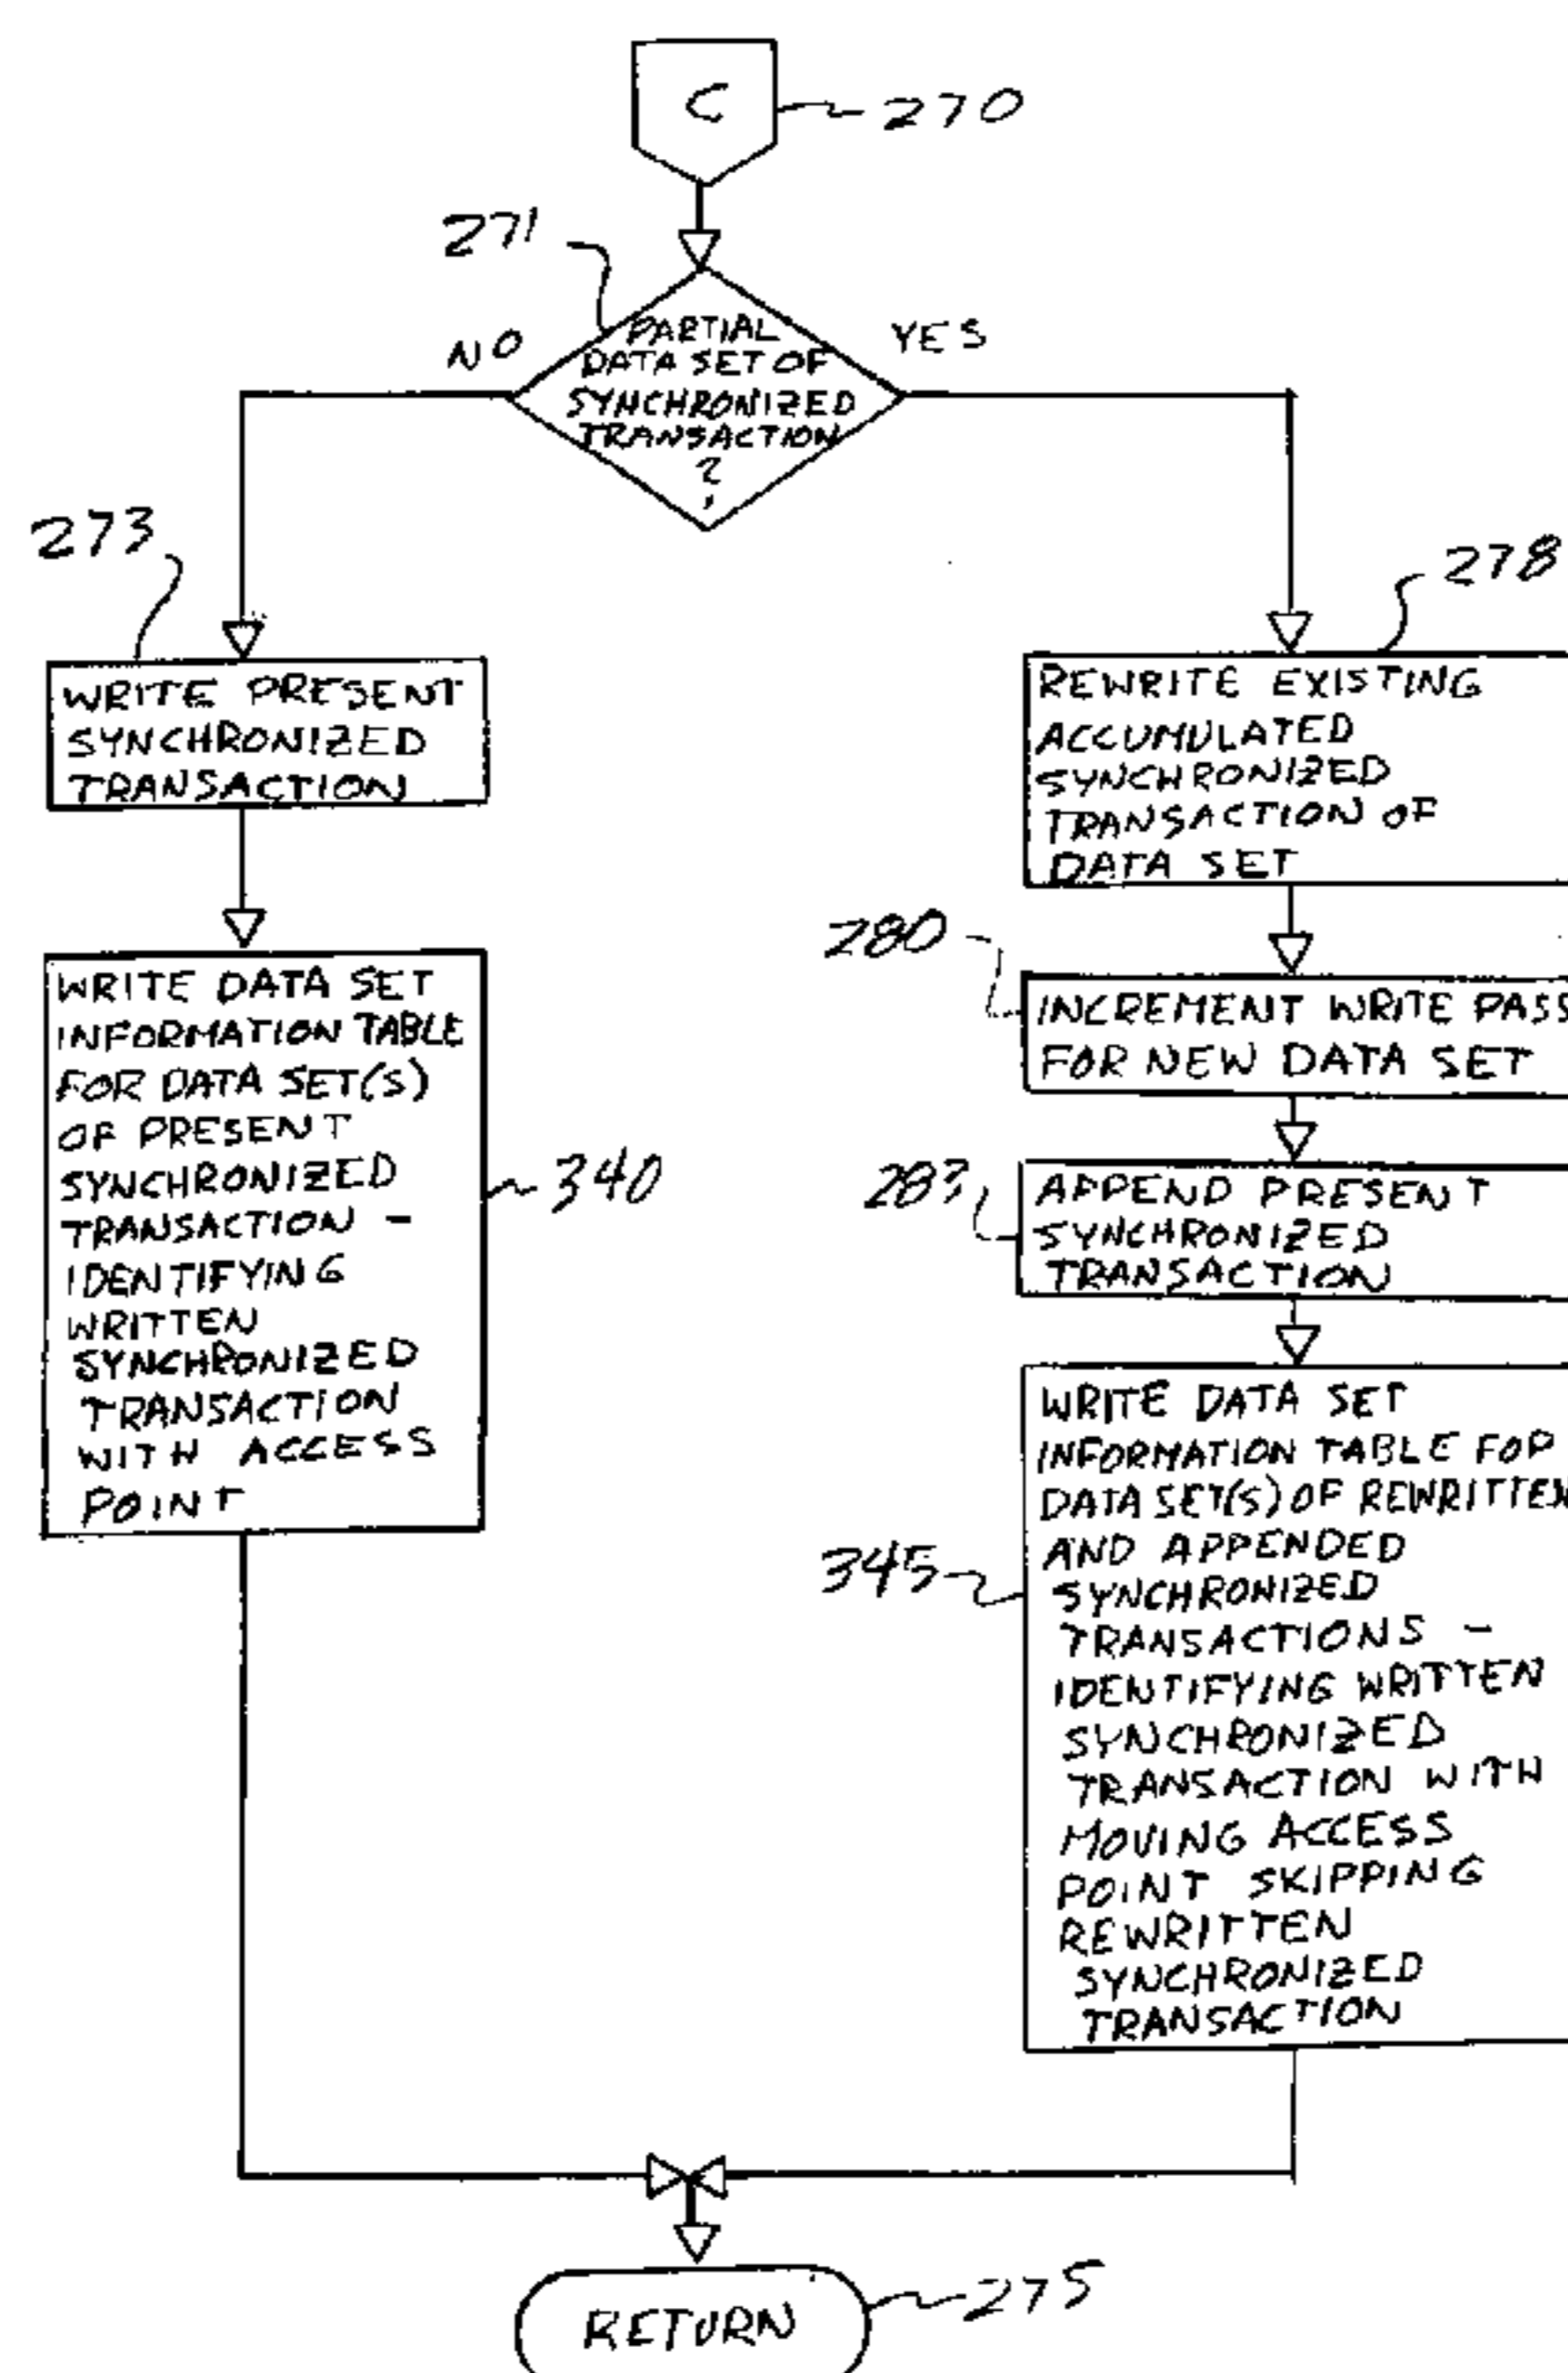 C
270
271
NO
YES
PARTIAL
DATA SET OF
SYNCHRONIZED
TRANSACTION
?
273
278
WRITE PRESENT
SYNCHRONIZED
TRANSACTION
REWRITE EXISTING
ACCUMULATED
SYNCHRONIZED
TRANSACTION OF
DATA SET
280
INCREMENT WRITE PASS
FOR NEW DATA SET
WRITE DATA SET
INFORMATION TABLE
FOR DATA SET(S)
OF PRESENT
SYNCHRONIZED
TRANSACTION -
IDENTIFYING
WRITTEN
SYNCHRONIZED
TRANSACTION
WITH ACCESS
POINT
340
283
APPEND PRESENT
SYNCHRONIZED
TRANSACTION
WRITE DATA SET
INFORMATION TABLE FOR
DATA SET(S) OF REWRITTEN
AND APPENDED
SYNCHRONIZED
TRANSACTIONS -
IDENTIFYING WRITTEN
SYNCHRONIZED
TRANSACTION WITH
MOVING ACCESS
POINT SKIPPING
REWRITTEN
SYNCHRONIZED
TRANSACTION
345
RETURN
275